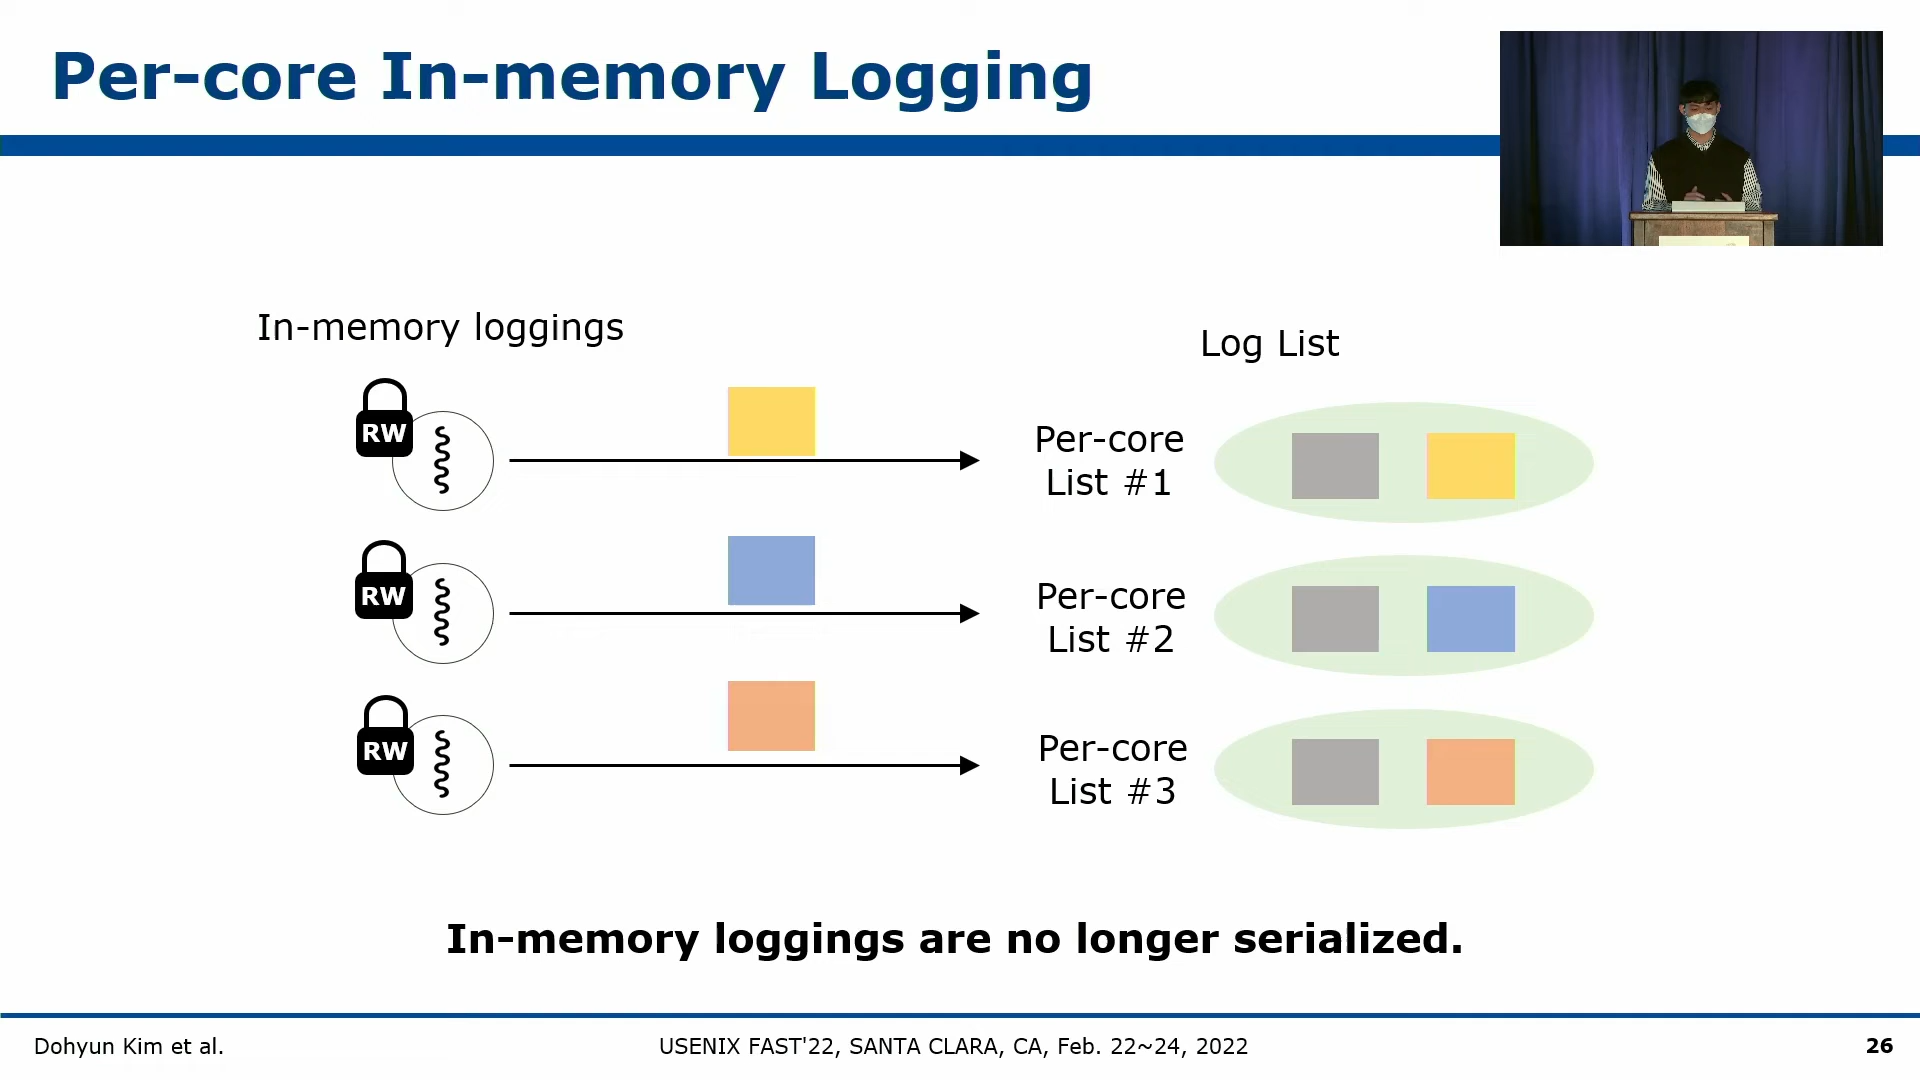 Per-core In-memory Logging
In-memory loggings
Log List
RW
Per-core
List #1
RW
Per-core
List #2
RW
Per-core
List #3
In-memory loggings are no longer serialized.
Dohyun Kim et al.
USENIX FAST'22, SANTA CLARA, CA, Feb. 22~24, 2022
26